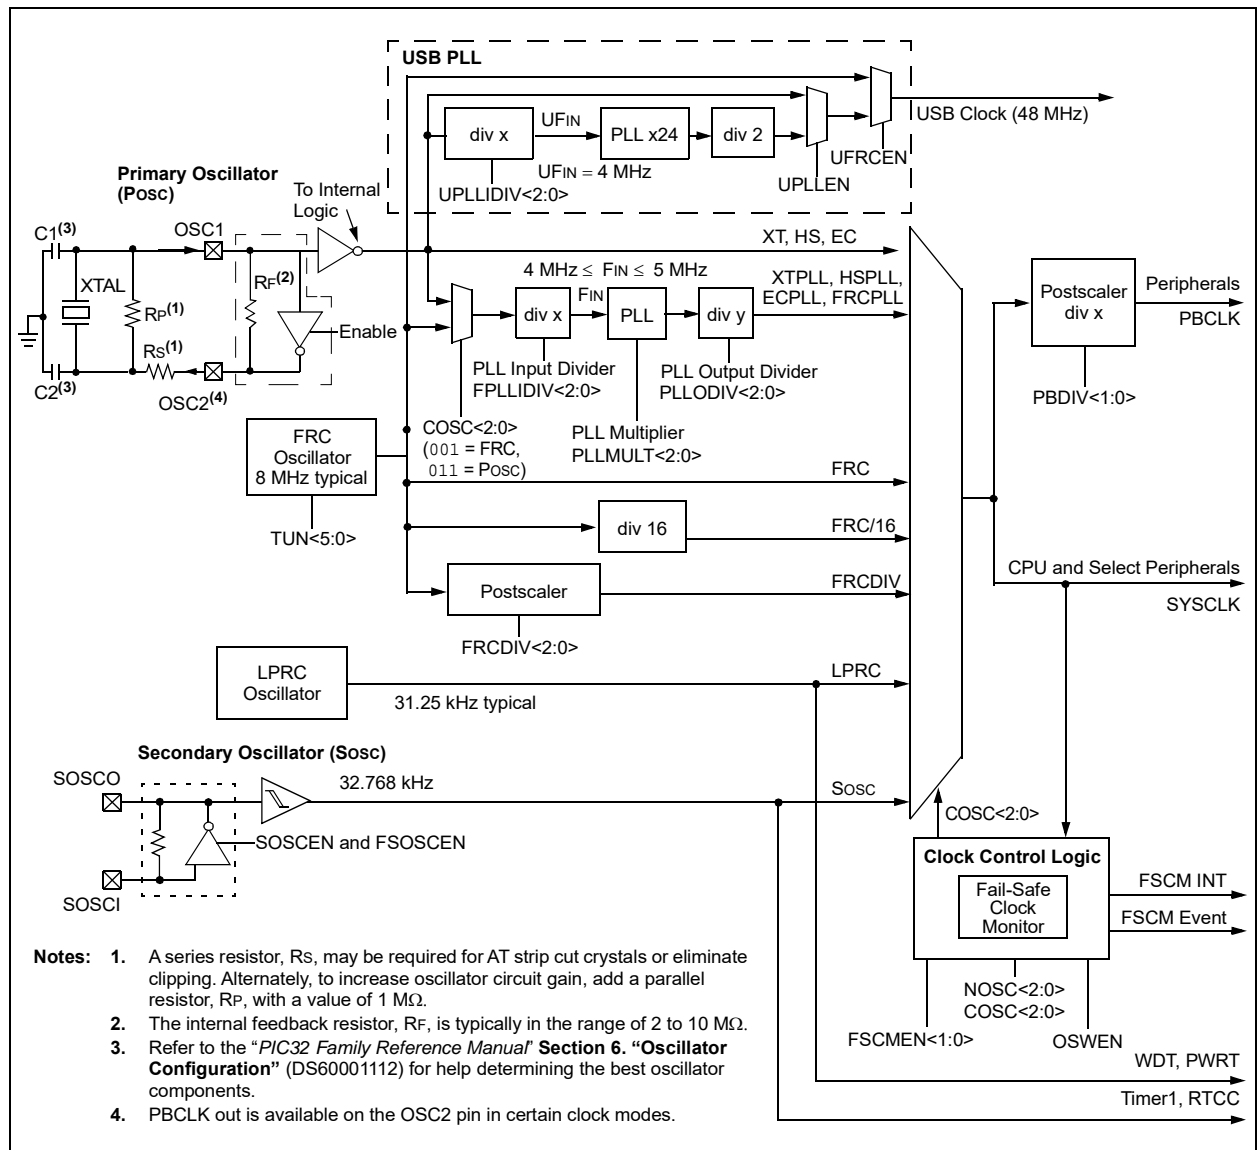 USB PLL
div x
UFIN
PLL x24
div 2
UFIN = 4 MHz
UPLLIDIV<2:0>
UPLLEN
UFRCEN
USB Clock (48 MHz)
Primary Oscillator
(POSC)
To Internal
Logic
C1(3)
OSC1
XTAL
RP(1)
RF(2)
Enable
RS(1)
C2(3)
OSC2(4)
XT, HS, EC
4 MHz ≤ FIN ≤ 5 MHz
FIN
div x
PLL
div y
XTPLL, HSPLL,
ECPLL, FRCPLL
PLL Input Divider
FPLLIDIV<2:0>
PLL Output Divider
PLLODIV<2:0>
PLL Multiplier
PLLMULT<2:0>
COSC<2:0>
(001 = FRC,
011 = POSC)
Postscaler
div x
Peripherals
PBCLK
PBDIV<1:0>
FRC
Oscillator
8 MHz typical
TUN<5:0>
FRC
div 16
FRC/16
Postscaler
FRCDIV
FRCDIV<2:0>
CPU and Select Peripherals
SYSCLK
LPRC
Oscillator
31.25 kHz typical
LPRC
Secondary Oscillator (SOSC)
SOSCO
32.768 kHz
SOSC
SOSCEN and FSOSCEN
SOSCI
COSC<2:0>
Clock Control Logic
Fail-Safe
Clock
Monitor
FSCM INT
FSCM Event
NOSC<2:0>
COSC<2:0>
FSCMEN<1:0>
OSWEN
WDT, PWRT
Timer1, RTCC
Notes: 1. A series resistor, RS, may be required for AT strip cut crystals or eliminate
clipping. Alternately, to increase oscillator circuit gain, add a parallel
resistor, RP, with a value of 1 MΩ.
2. The internal feedback resistor, RF, is typically in the range of 2 to 10 MΩ.
3. Refer to the “PIC32 Family Reference Manual” Section 6. “Oscillator
Configuration” (DS60001112) for help determining the best oscillator
components.
4. PBCLK out is available on the OSC2 pin in certain clock modes.